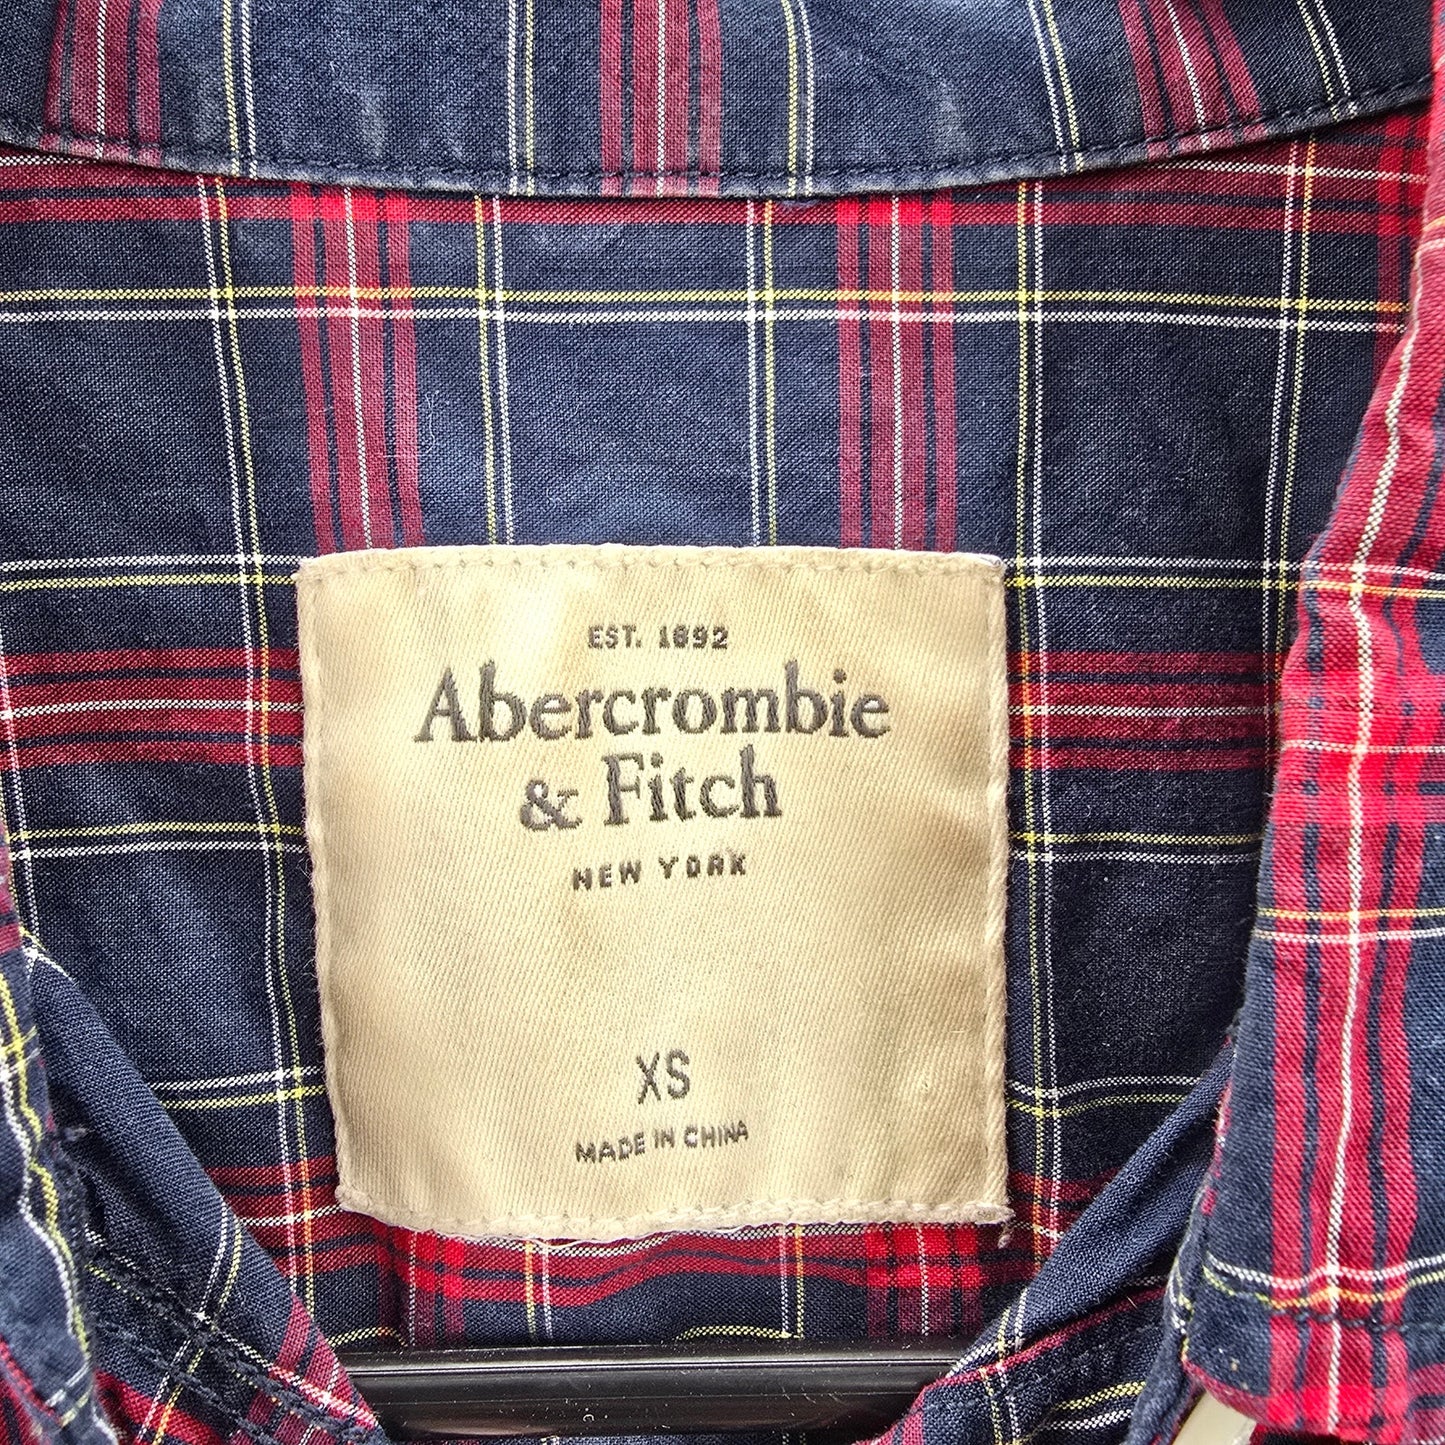 EST. 1892
Abercrombie
& Fitch
NEW YORK
XS
MADE IN CHINA